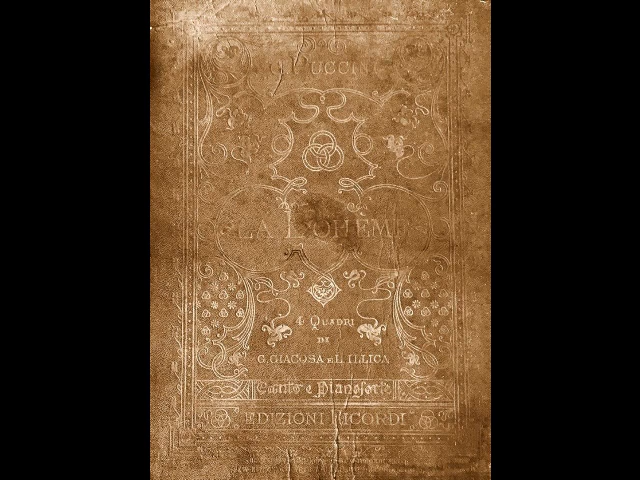 G. PUCCINI
LA BOHÈME
4 QUADRI
DI
G. GIACOSA E L. ILLICA
Canto e Pianoforte
EDIZIONI RICORDI